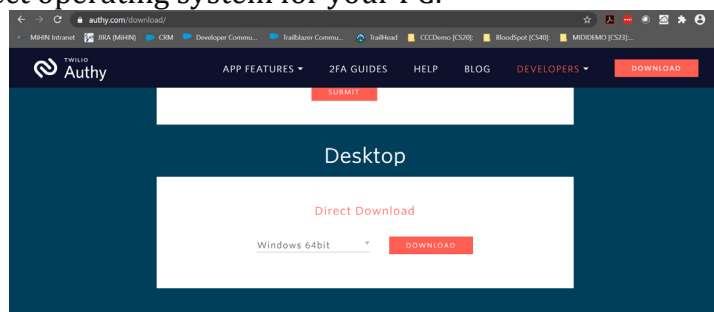 ct operating system for your PC.
authy.com/download/
MiHIN Intranet JIRA (MiHIN) CRM Developer Commu... Trailblazer Commu... TrailHead CCCDemo [CS20]: BloodSpot [CS40]: MIDIDEMO [CS23]:...
TWILIO
Authy APP FEATURES 2FA GUIDES HELP BLOG DEVELOPERS DOWNLOAD
SUBMIT
Desktop
Direct Download
Windows 64bit DOWNLOAD